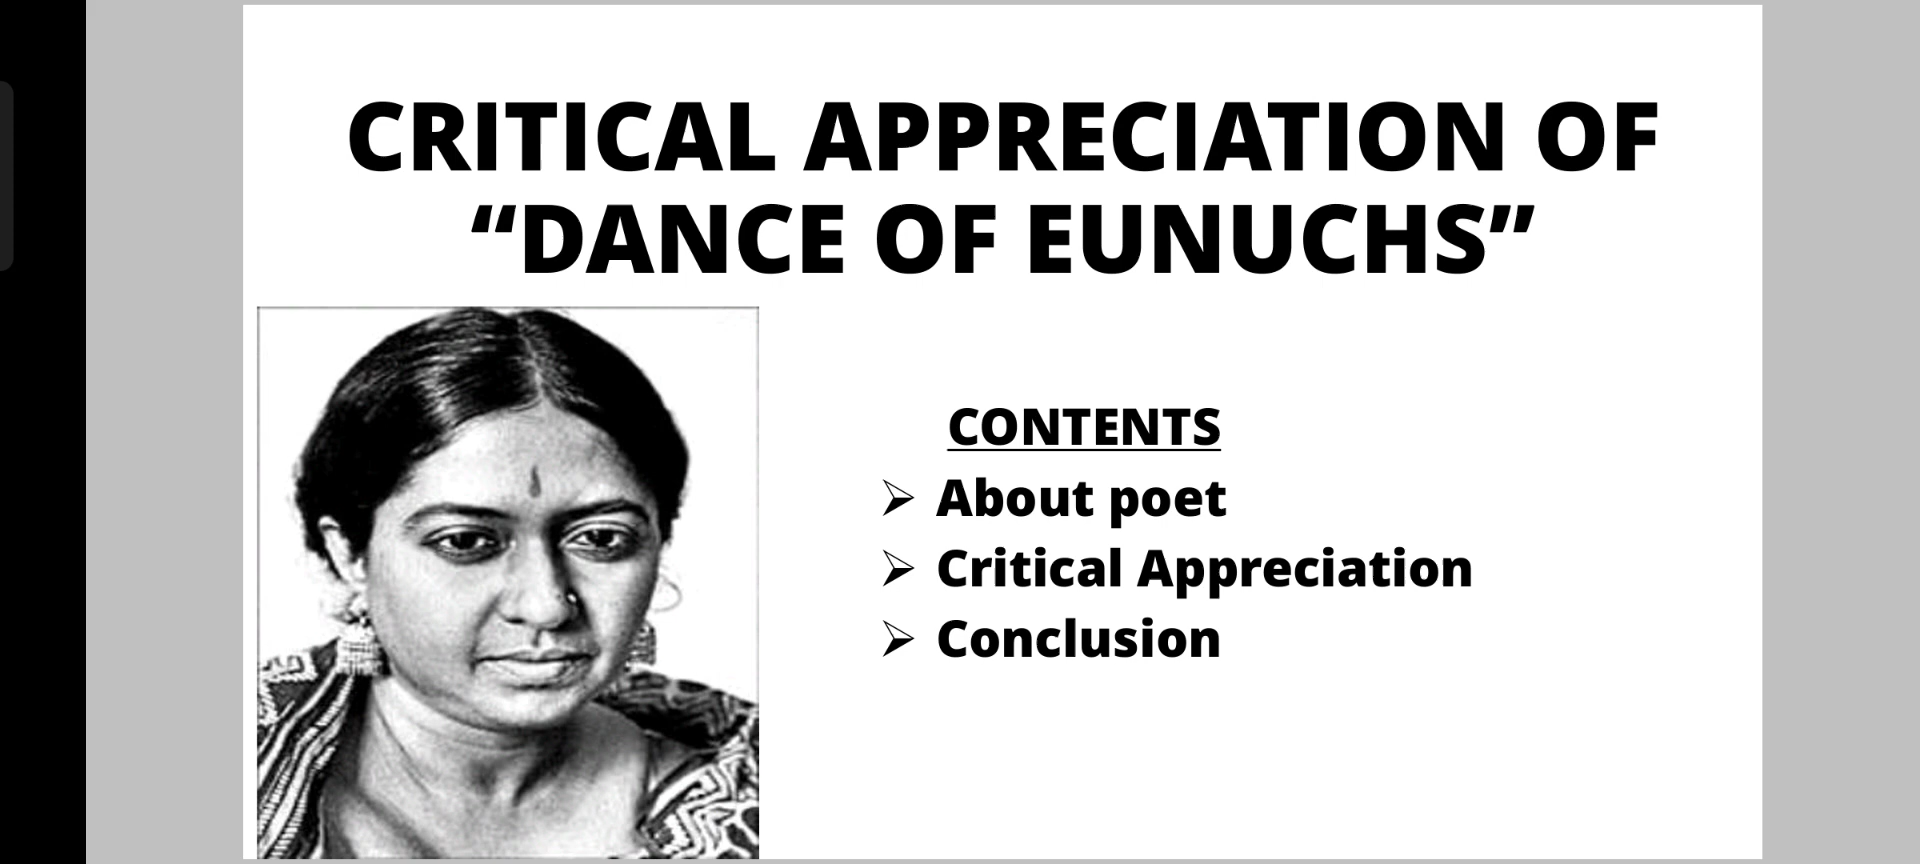 CRITICAL APPRECIATION OF
“DANCE OF EUNUCHS”
CONTENTS
➢ About poet
➢ Critical Appreciation
➢ Conclusion